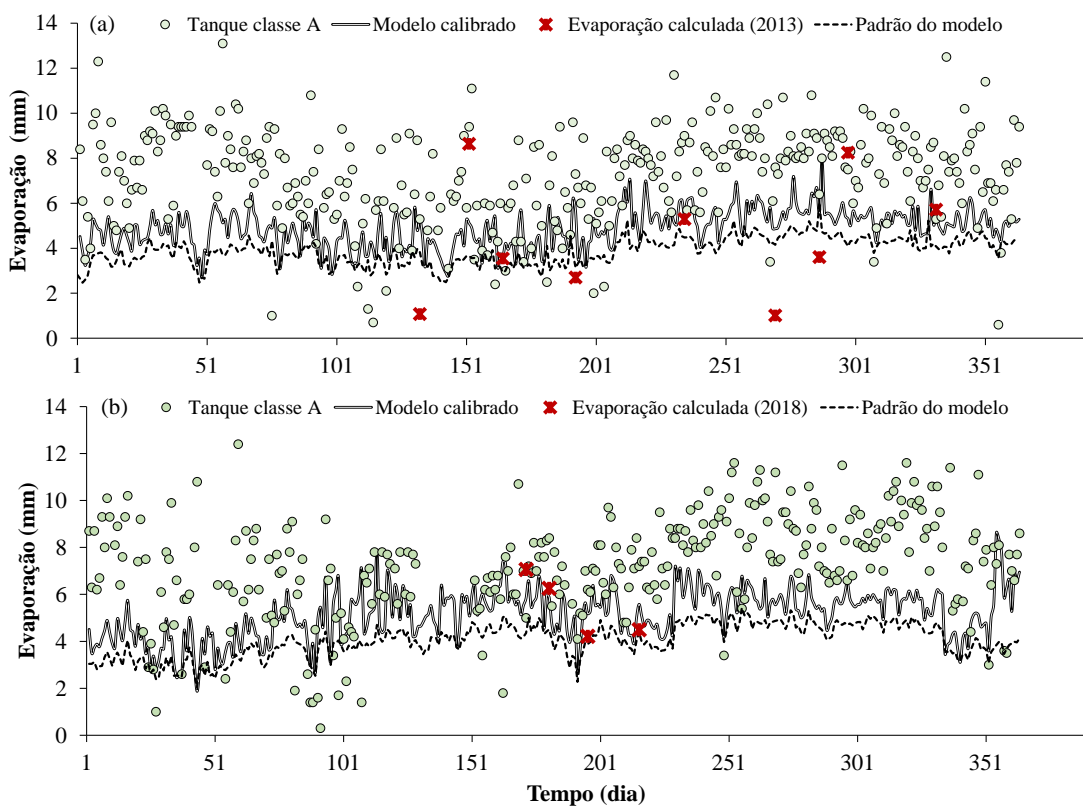 (a) Tanque classe A Modelo calibrado Evaporação calculada (2013) Padrão do modelo
Evaporação (mm)
14
12
10
8
6
4
2
0
1 51 101 151 201 251 301 351
(b) Tanque classe A Modelo calibrado Evaporação calculada (2018) Padrão do modelo
Evaporação (mm)
14
12
10
8
6
4
2
0
1 51 101 151 201 251 301 351
Tempo (dia)